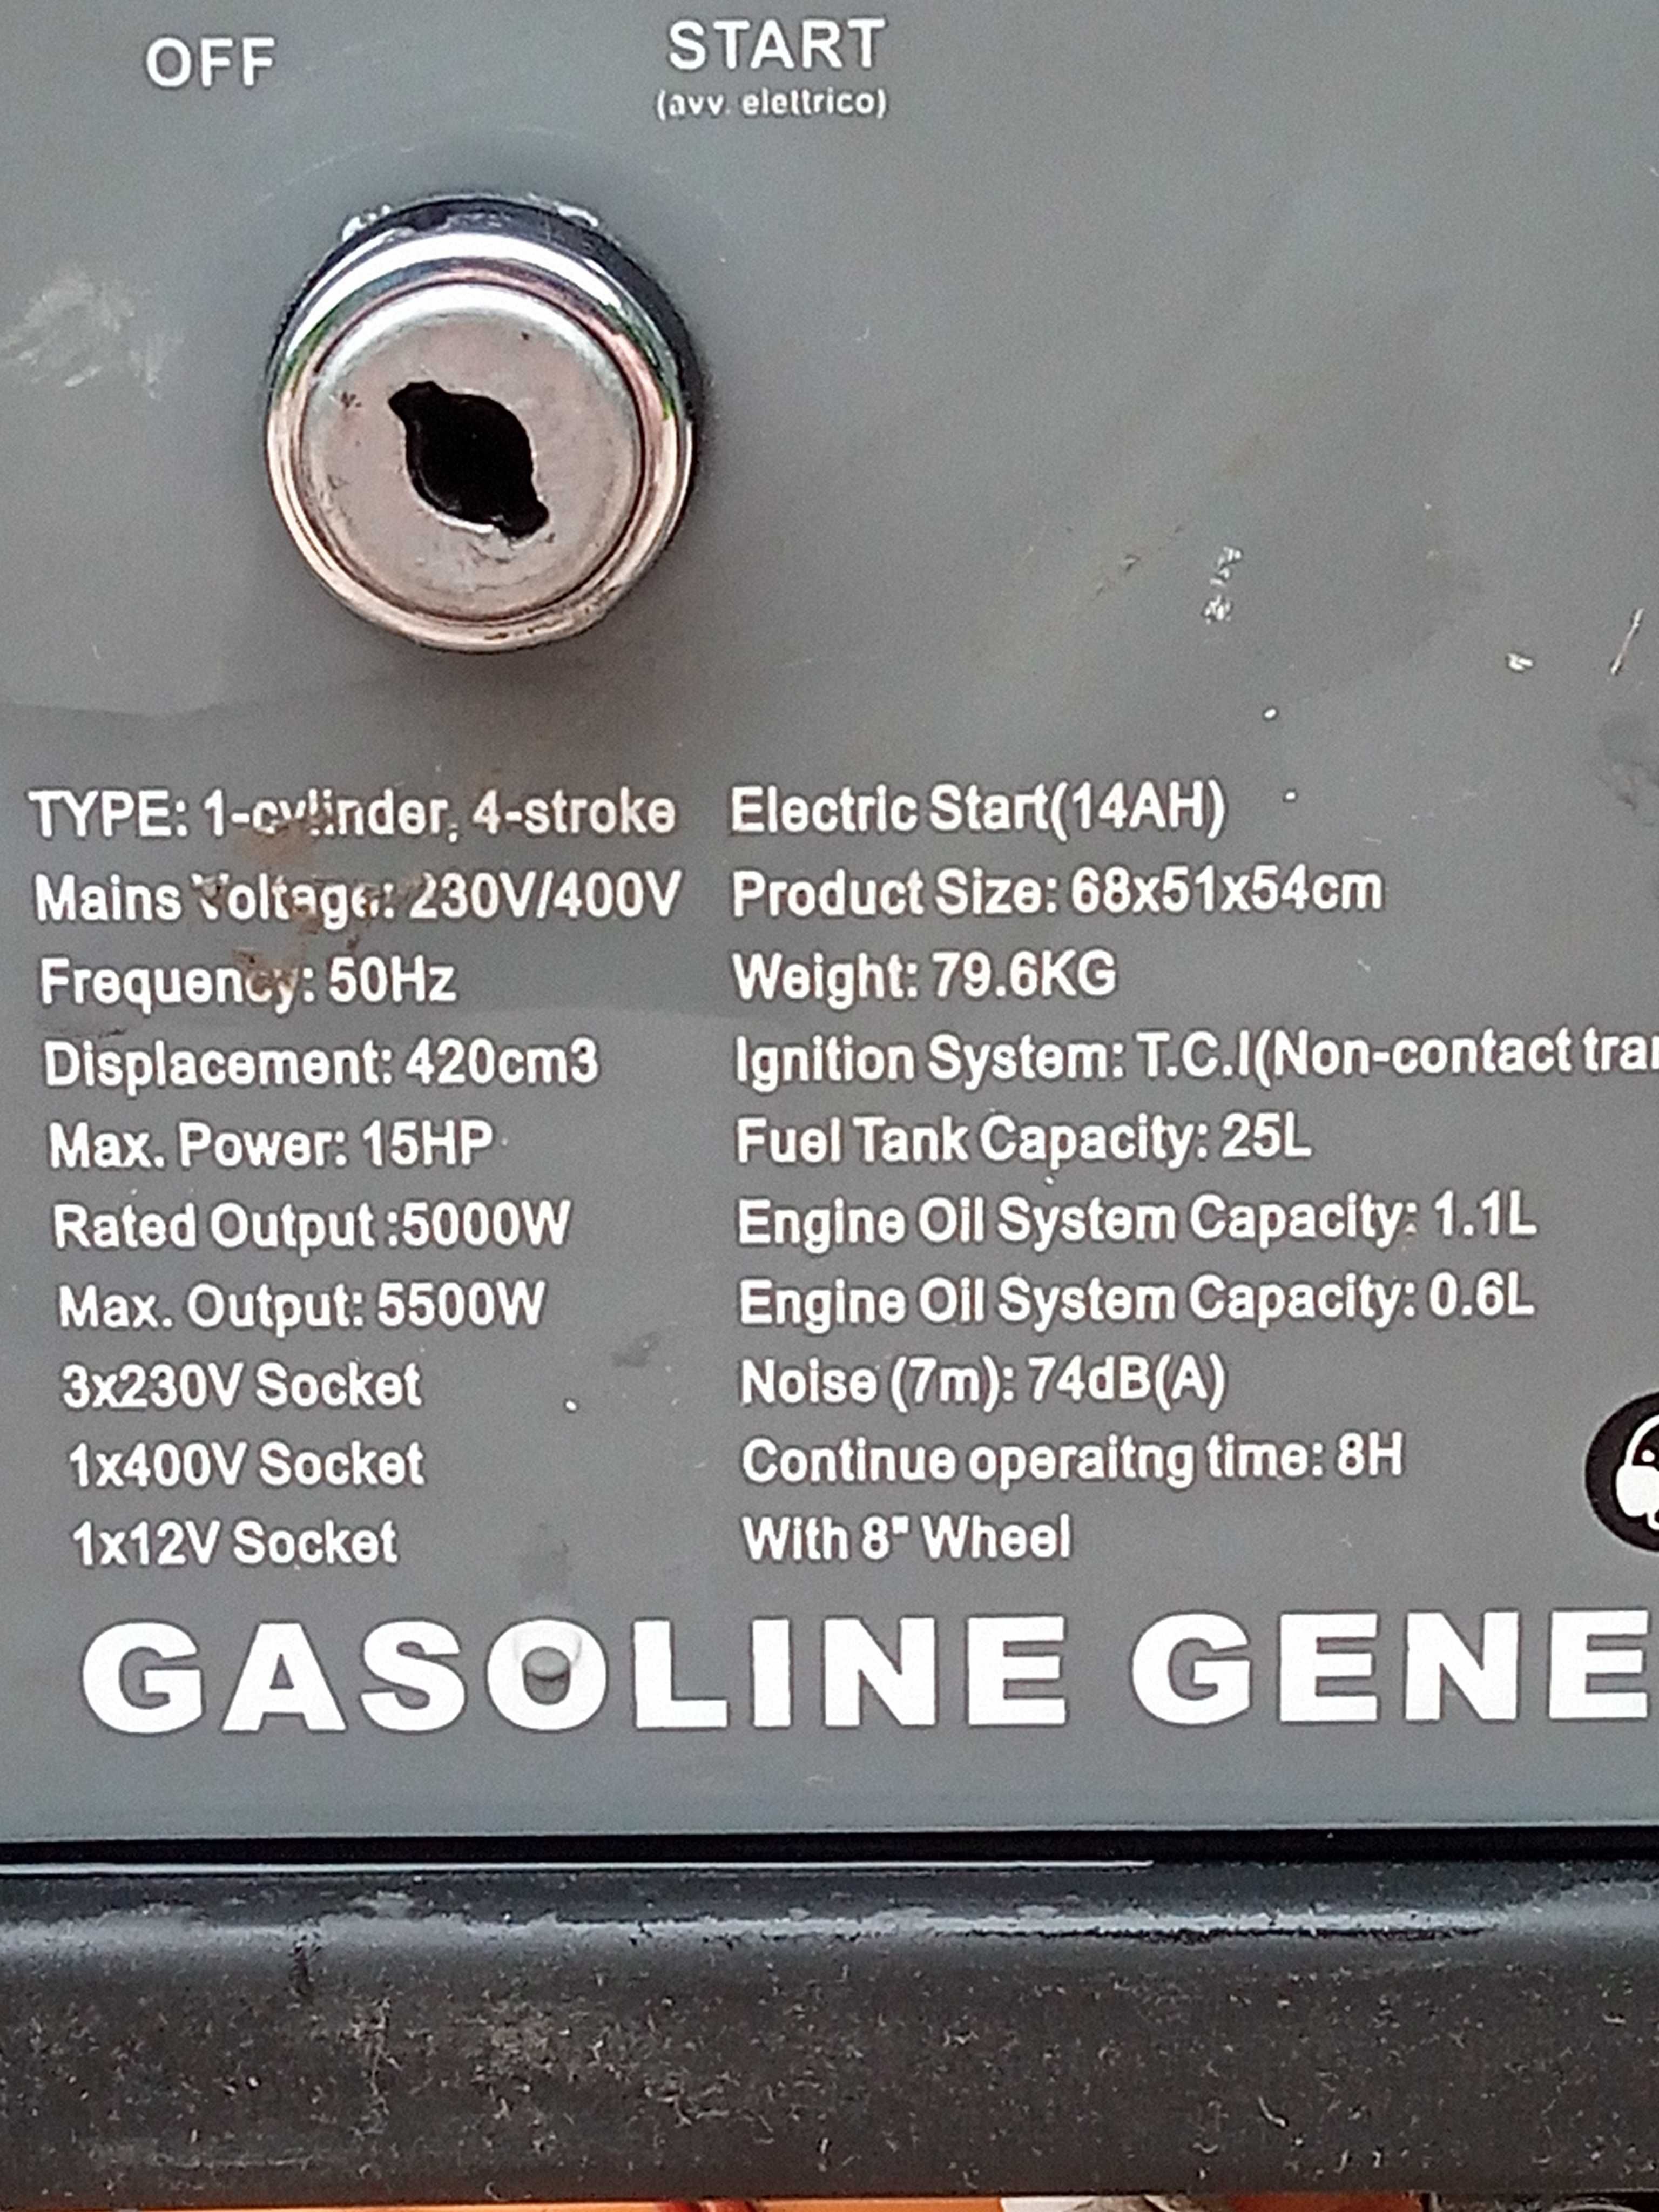 OFF
START
(avv. elettrico)
TYPE: 1-cylinder, 4-stroke
Mains Voltage: 230V/400V
Frequency: 50Hz
Displacement: 420cm3
Max. Power: 15HP
Rated Output :5000W
Max. Output: 5500W
3x230V Socket
1x400V Socket
1x12V Socket
Electric Start(14AH)
Product Size: 68x51x54cm
Weight: 79.6KG
Ignition System: T.C.I(Non-contact
Fuel Tank Capacity: 25L
Engine Oil System Capacity: 1.1L
Engine Oil System Capacity: 0.6L
Noise (7m): 74dB(A)
Continue operaitng time: 8H
With 8" Wheel
GASOLINE GENE